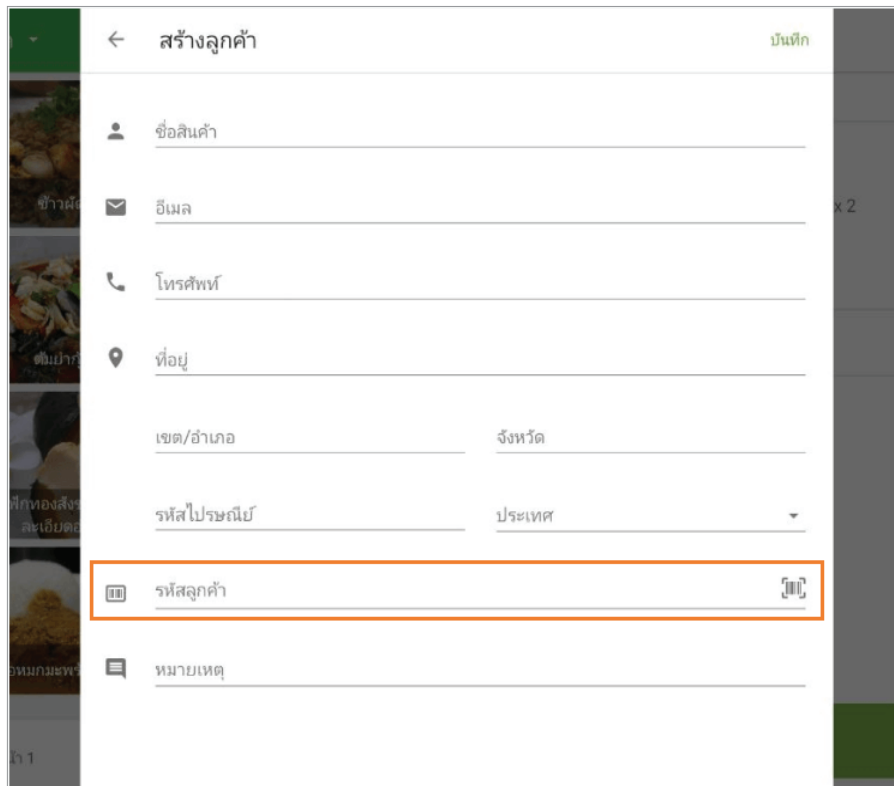 สร้างลูกค้า
บันทึก
ชื่อสินค้า
อีเมล
x 2
โทรศัพท์
ที่อยู่
เขต/อำเภอ
จังหวัด
รหัสไปรษณีย์
ประเทศ
รหัสลูกค้า
หมายเหตุ